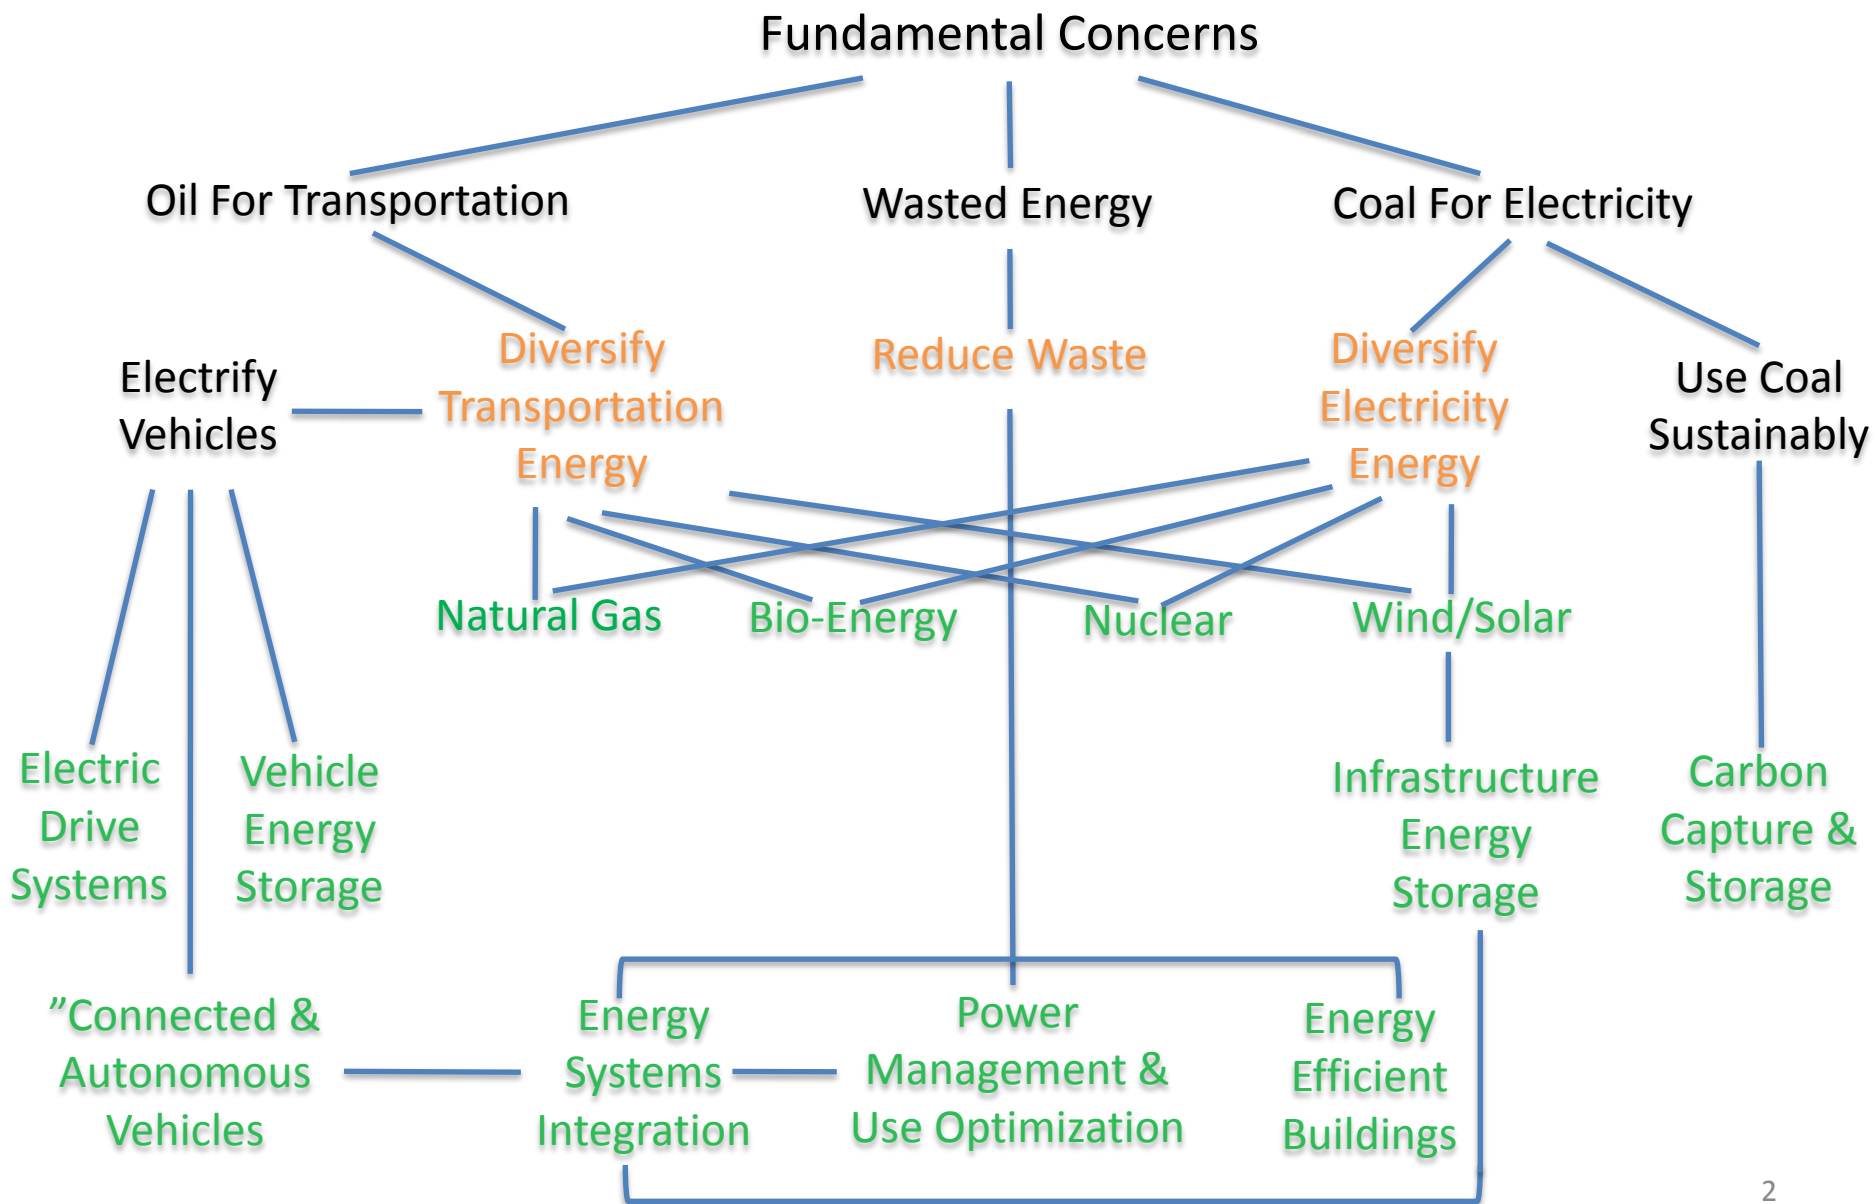 Fundamental Concerns
Oil For Transportation
Wasted Energy
Coal For Electricity
Electrify
Vehicles
Diversify
Transportation
Energy
Reduce Waste
Diversify
Electricity
Energy
Use Coal
Sustainably
Natural Gas
Bio-Energy
Nuclear
Wind/Solar
Electric
Drive
Systems
Vehicle
Energy
Storage
Infrastructure
Energy
Storage
Carbon
Capture &
Storage
”Connected &
Autonomous
Vehicles
Energy
Systems
Integration
Power
Management &
Use Optimization
Energy
Efficient
Buildings
2